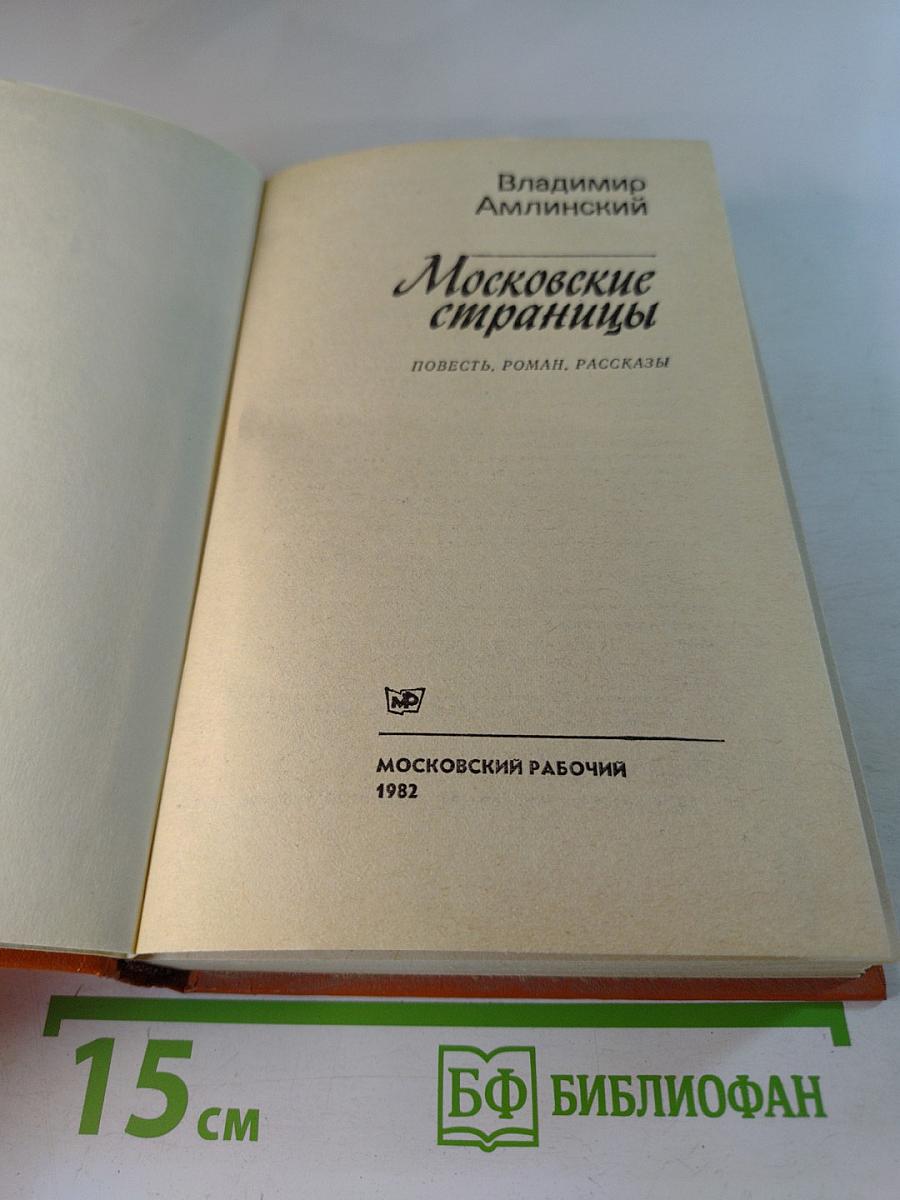 Владимир
Амлинский
Московские
страницы
ПОВЕСТЬ, РОМАН, РАССКАЗЫ
МР
МОСКОВСКИЙ РАБОЧИЙ
1982
15 см
БФ БИБЛИОФАН